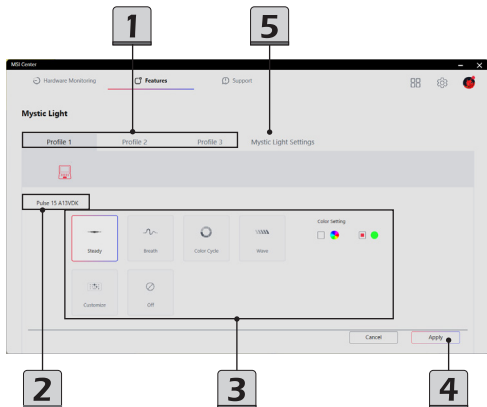 1
5
MSI Center
Hardware Monitoring
Features
Support
Mystic Light
Profile 1
Profile 2
Profile 3
Mystic Light Settings
Pulse 15 A13VDK
Steady
Breath
Color Cycle
Wave
Color Setting
Customize
Off
Cancel
Apply
2
3
4